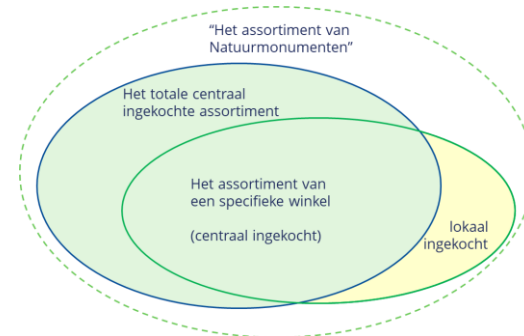 “Het assortiment van
Natuurmonumenten”
Het totale centraal
ingekochte assortiment
Het assortiment van
een specifieke winkel
(centraal ingekocht)
lokaal
ingekocht